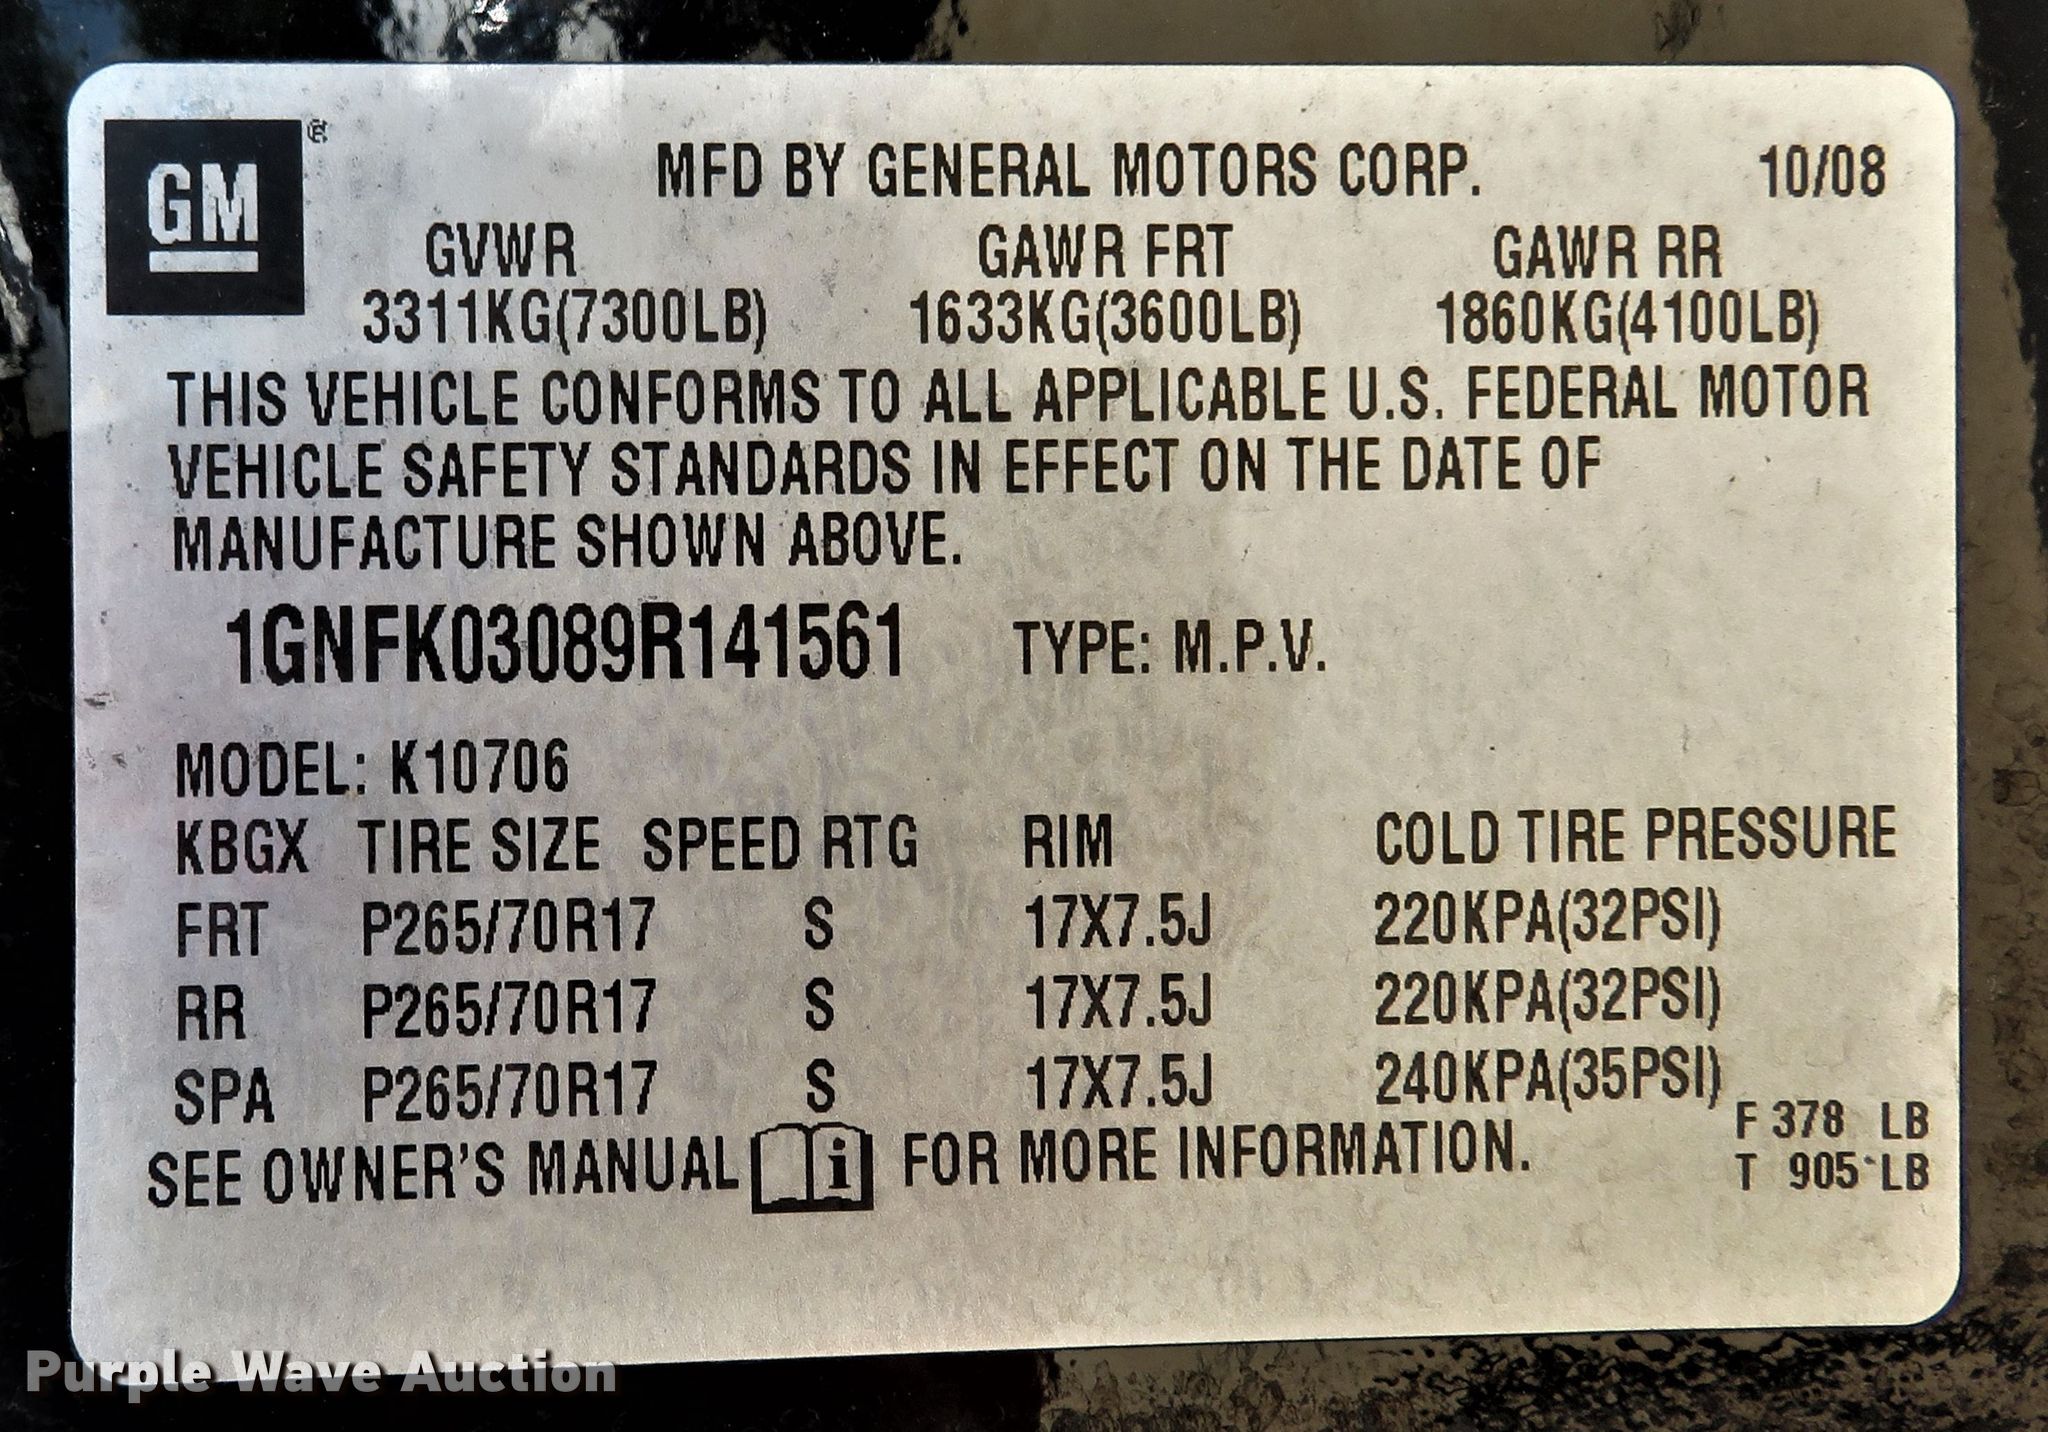 GM ®
MFD BY GENERAL MOTORS CORP. 10/08
GVWR GAWR FRT GAWR RR
3311KG(7300LB) 1633KG(3600LB) 1860KG(4100LB)
THIS VEHICLE CONFORMS TO ALL APPLICABLE U.S. FEDERAL MOTOR
VEHICLE SAFETY STANDARDS IN EFFECT ON THE DATE OF
MANUFACTURE SHOWN ABOVE.
1GNFK03089R141561 TYPE: M.P.V.
MODEL: K10706
KBGX TIRE SIZE SPEED RTG RIM COLD TIRE PRESSURE
FRT P265/70R17 S 17X7.5J 220KPA(32PSI)
RR P265/70R17 S 17X7.5J 220KPA(32PSI)
SPA P265/70R17 S 17X7.5J 240KPA(35PSI)
F 378 LB
SEE OWNER'S MANUAL i FOR MORE INFORMATION.
T 905 LB
Purple Wave Auction